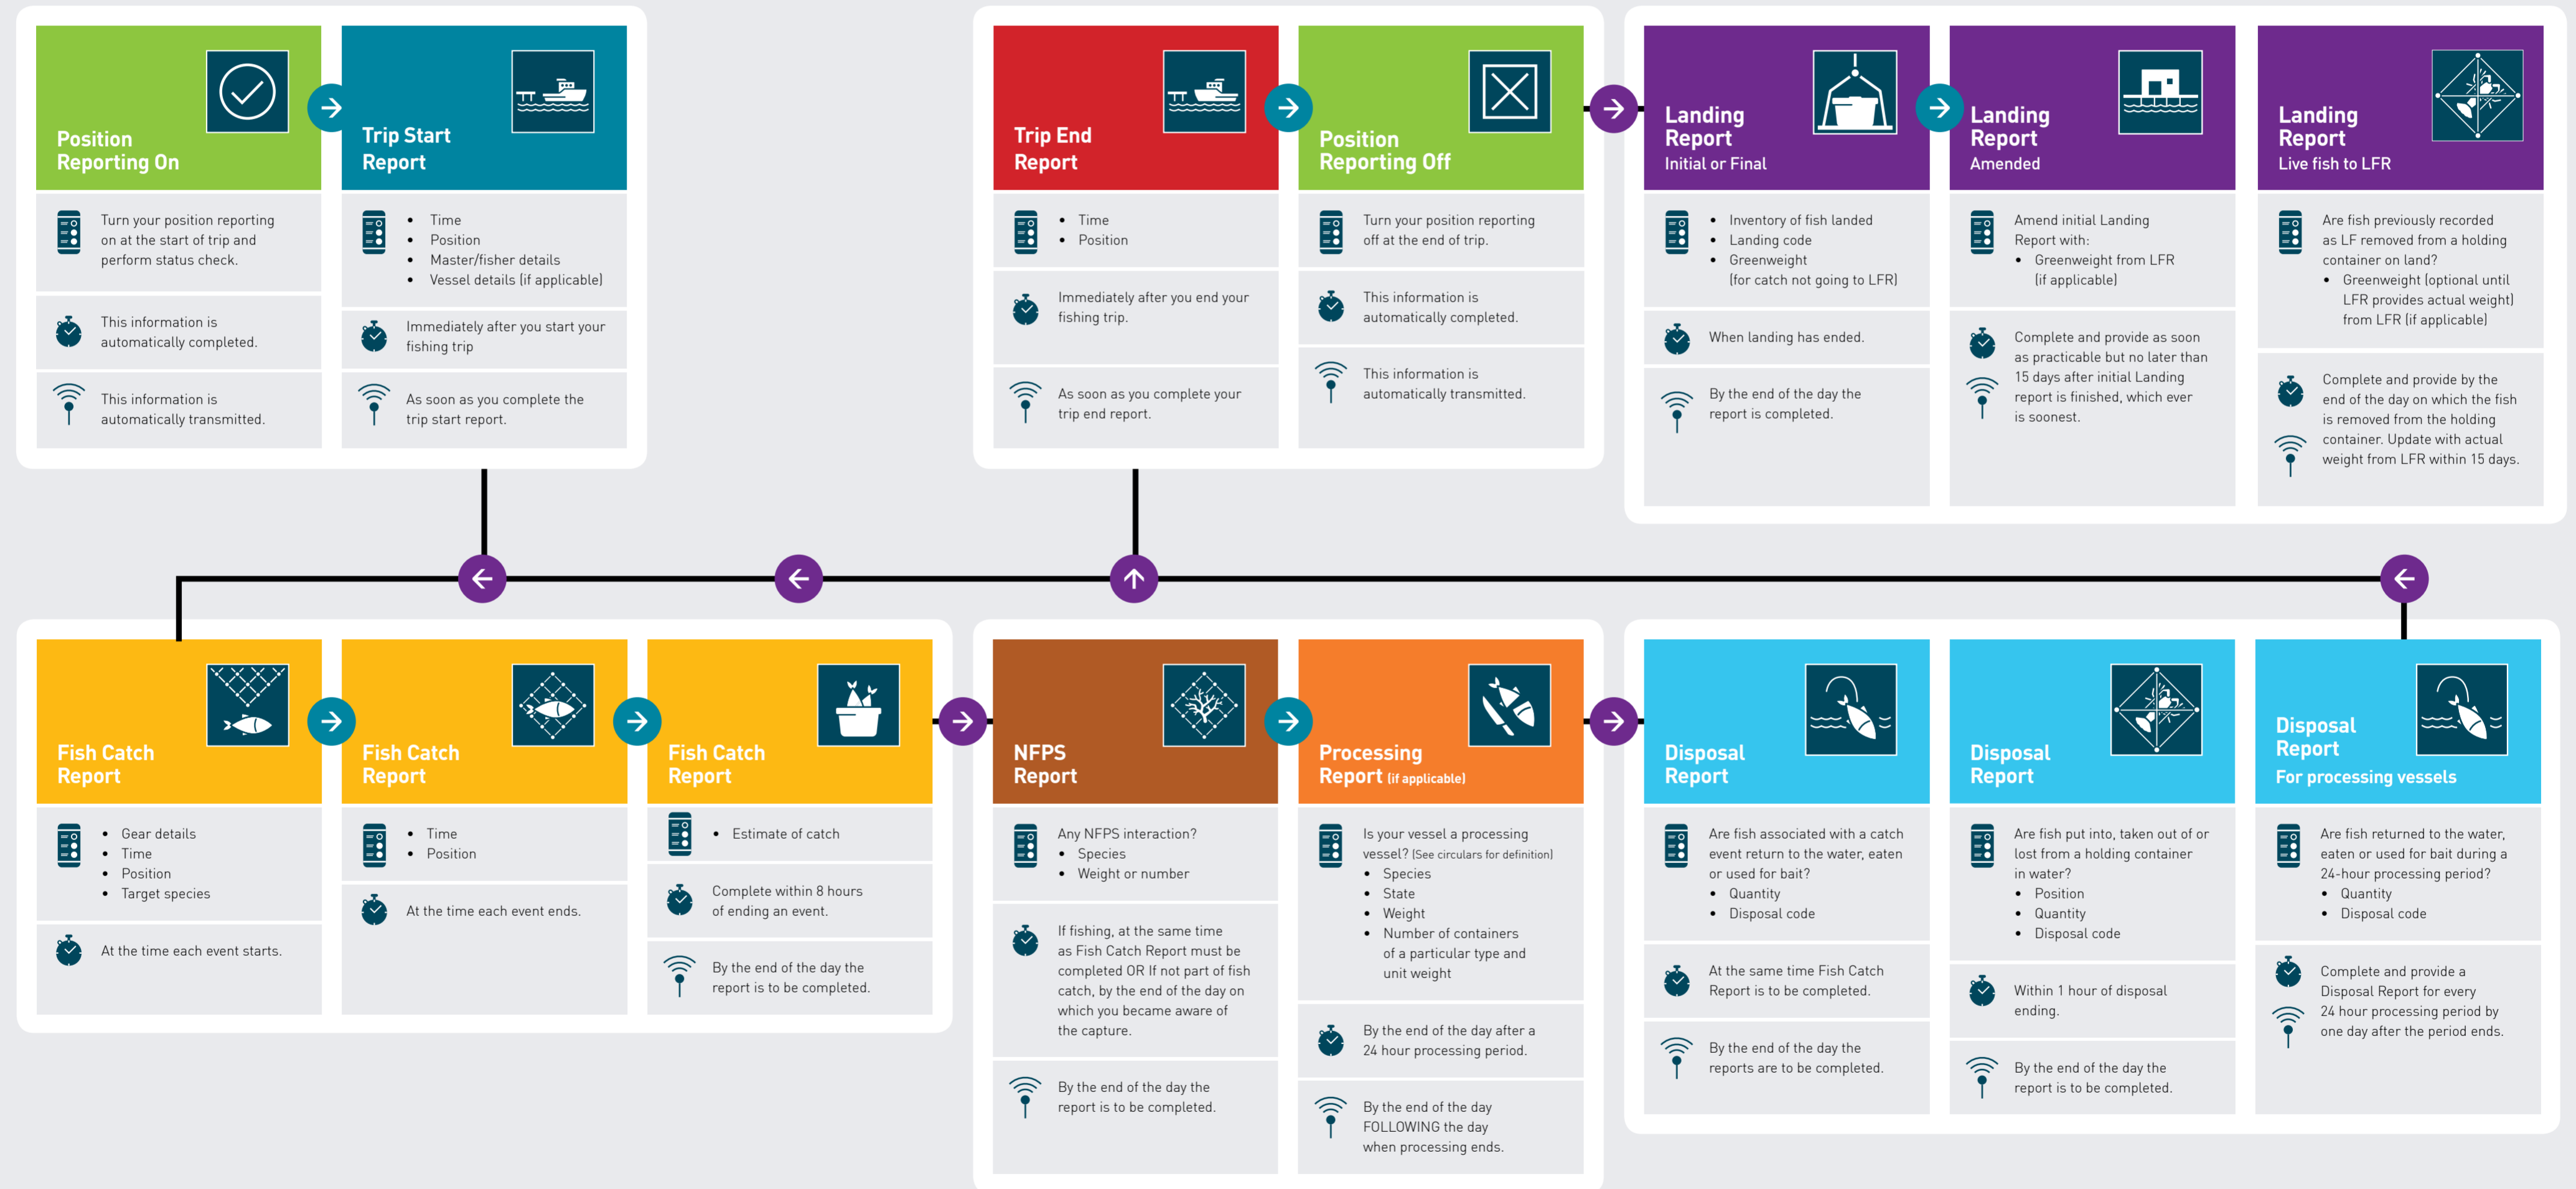 Position
Reporting On
Turn your position reporting
on at the start of trip and
perform status check.
This information is
automatically completed.
This information is
automatically transmitted.
Trip Start
Report
• Time
• Position
• Master/fisher details
• Vessel details (if applicable)
Immediately after you start your
fishing trip
As soon as you complete the
trip start report.
Trip End
Report
• Time
• Position
Immediately after you end your
fishing trip.
As soon as you complete your
trip end report.
Position
Reporting Off
Turn your position reporting
off at the end of trip.
This information is
automatically completed.
This information is
automatically transmitted.
Landing
Report
Initial or Final
• Inventory of fish landed
• Landing code
• Greenweight
(for catch not going to LFR)
When landing has ended.
By the end of the day the
report is completed.
Landing
Report
Amended
Amend initial Landing
Report with:
• Greenweight from LFR
(if applicable)
Complete and provide as soon
as practicable but no later than
15 days after initial Landing
report is finished, which ever
is soonest.
Landing
Report
Live fish to LFR
Are fish previously recorded
as LF removed from a holding
container on land?
• Greenweight (optional until
LFR provides actual weight)
from LFR (if applicable)
Complete and provide by the
end of the day on which the fish
is removed from the holding
container. Update with actual
weight from LFR within 15 days.
Fish Catch
Report
• Gear details
• Time
• Position
• Target species
At the time each event starts.
Fish Catch
Report
• Time
• Position
At the time each event ends.
Fish Catch
Report
• Estimate of catch
Complete within 8 hours
of ending an event.
By the end of the day the
report is to be completed.
NFPS
Report
Any NFPS interaction?
• Species
• Weight or number
If fishing, at the same time
as Fish Catch Report must be
completed OR If not part of fish
catch, by the end of the day on
which you became aware of
the capture.
By the end of the day the
report is to be completed.
Processing
Report (if applicable)
Is your vessel a processing
vessel? (See circulars for definition)
• Species
• State
• Weight
• Number of containers
of a particular type and
unit weight
By the end of the day after a
24 hour processing period.
By the end of the day
FOLLOWING the day
when processing ends.
Disposal
Report
Are fish associated with a catch
event return to the water, eaten
or used for bait?
• Quantity
• Disposal code
At the same time Fish Catch
Report is to be completed.
By the end of the day the
reports are to be completed.
Disposal
Report
Are fish put into, taken out of or
lost from a holding container
in water?
• Position
• Quantity
• Disposal code
Within 1 hour of disposal
ending.
By the end of the day the
report is to be completed.
Disposal
Report
For processing vessels
Are fish returned to the water,
eaten or used for bait during a
24-hour processing period?
• Quantity
• Disposal code
Complete and provide a
Disposal Report for every
24 hour processing period by
one day after the period ends.